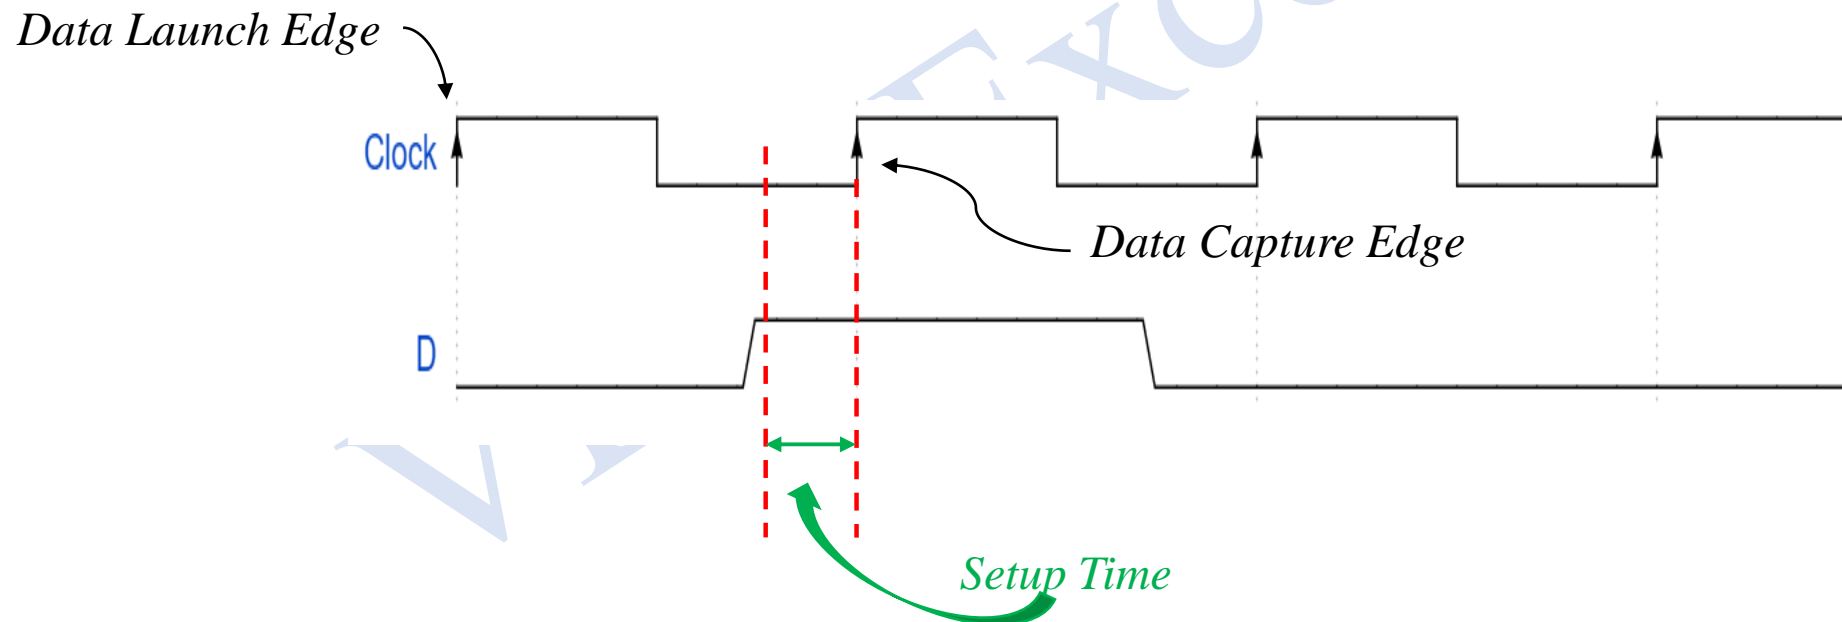 Data Launch Edge
Clock
Data Capture Edge
D
Setup Time